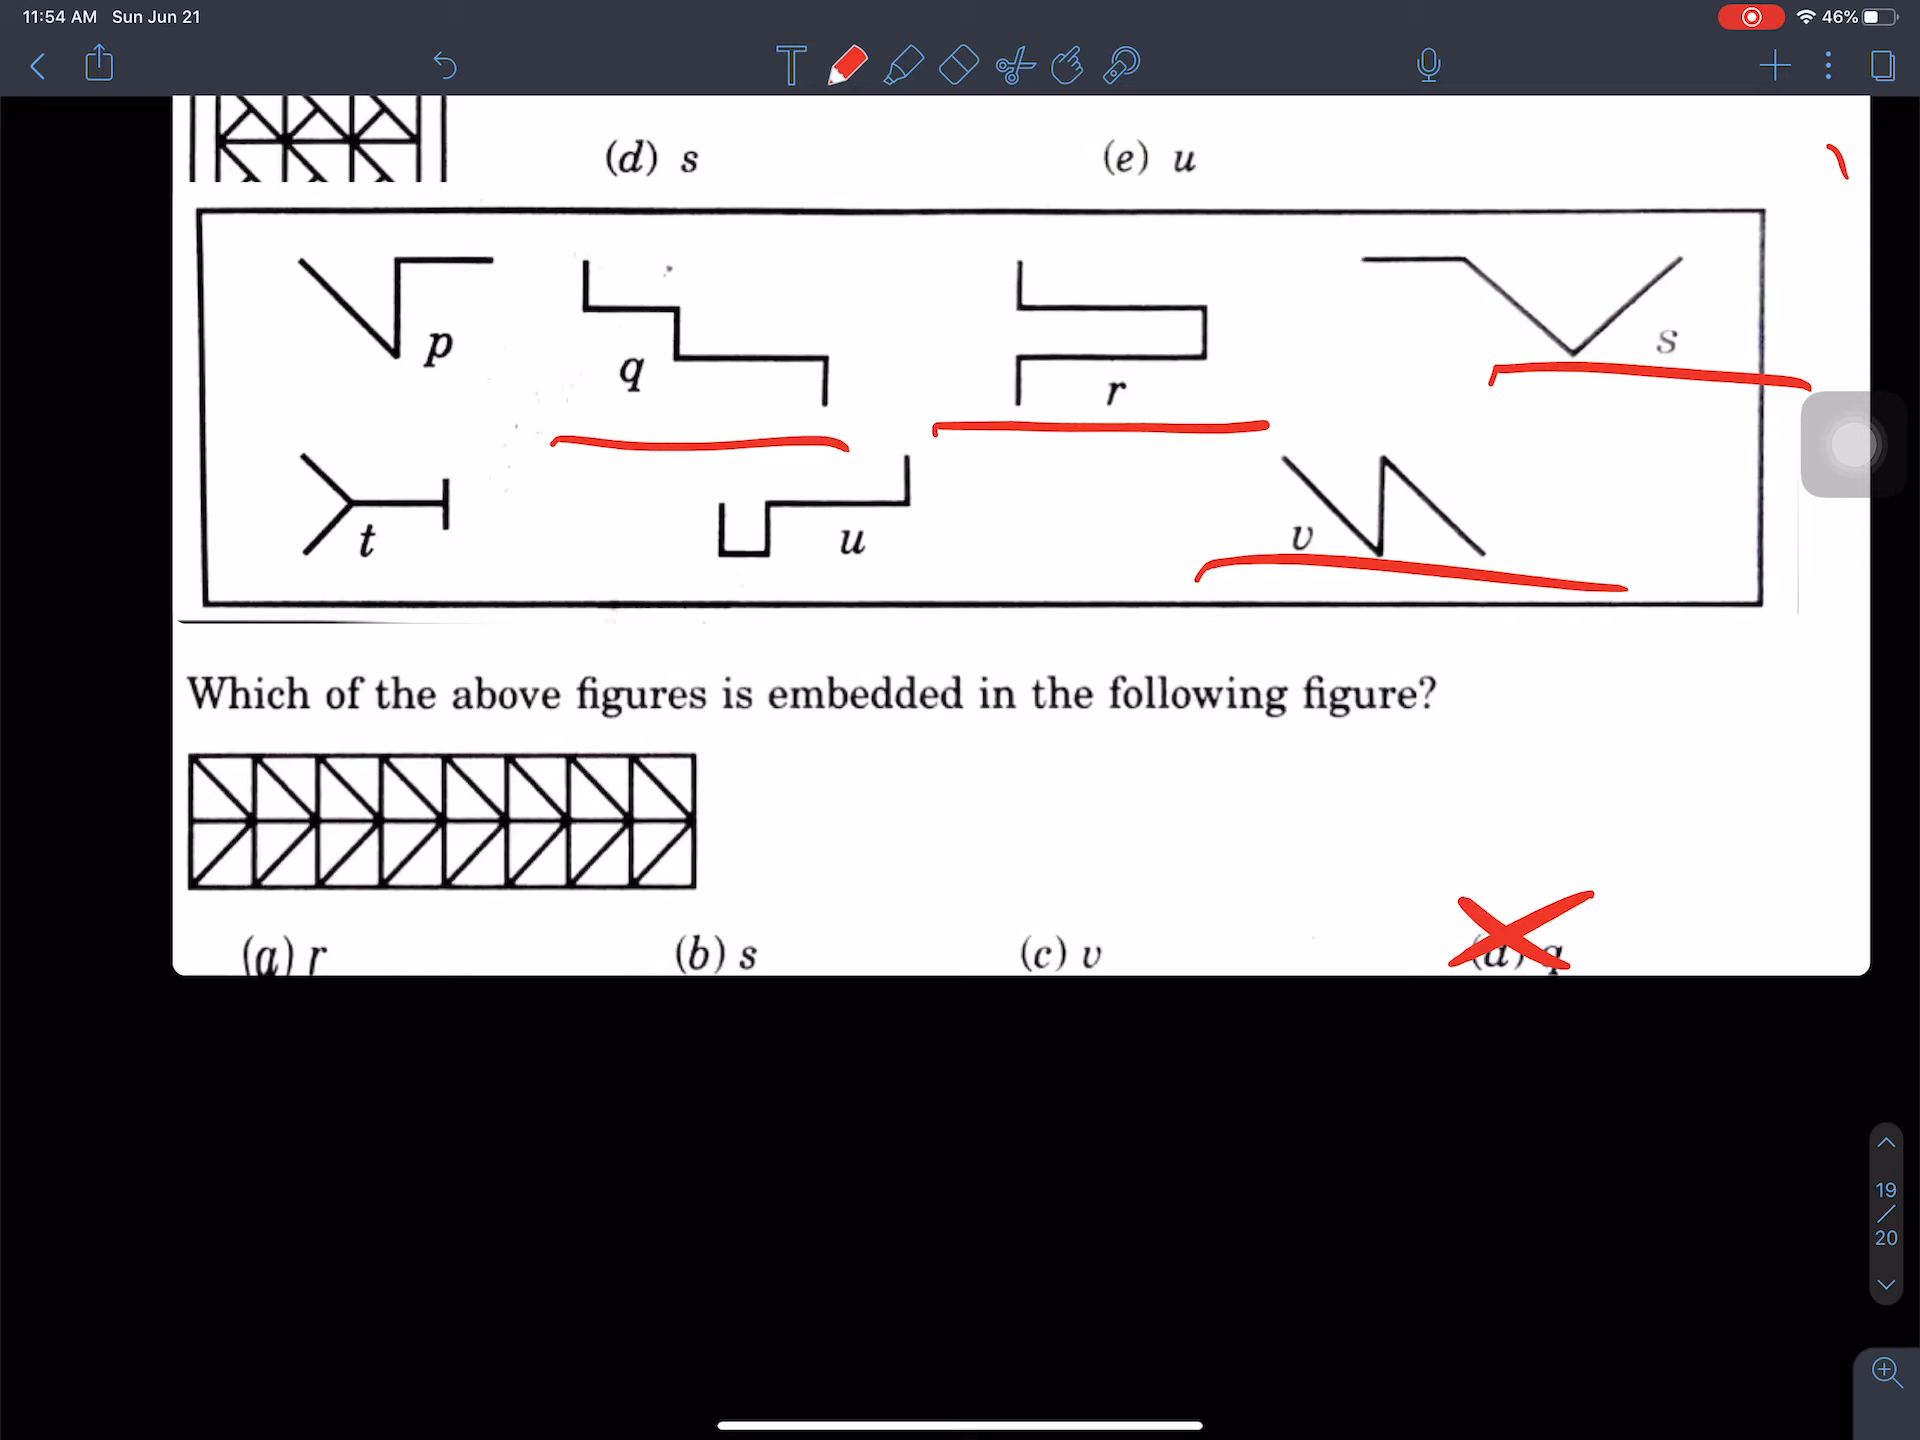 11:54 AM Sun Jun 21
46%
T
(d) s (e) u
p
q
r
s
t
u
v
Which of the above figures is embedded in the following figure?
(a) r (b) s (c) v (d) q
19
/
20